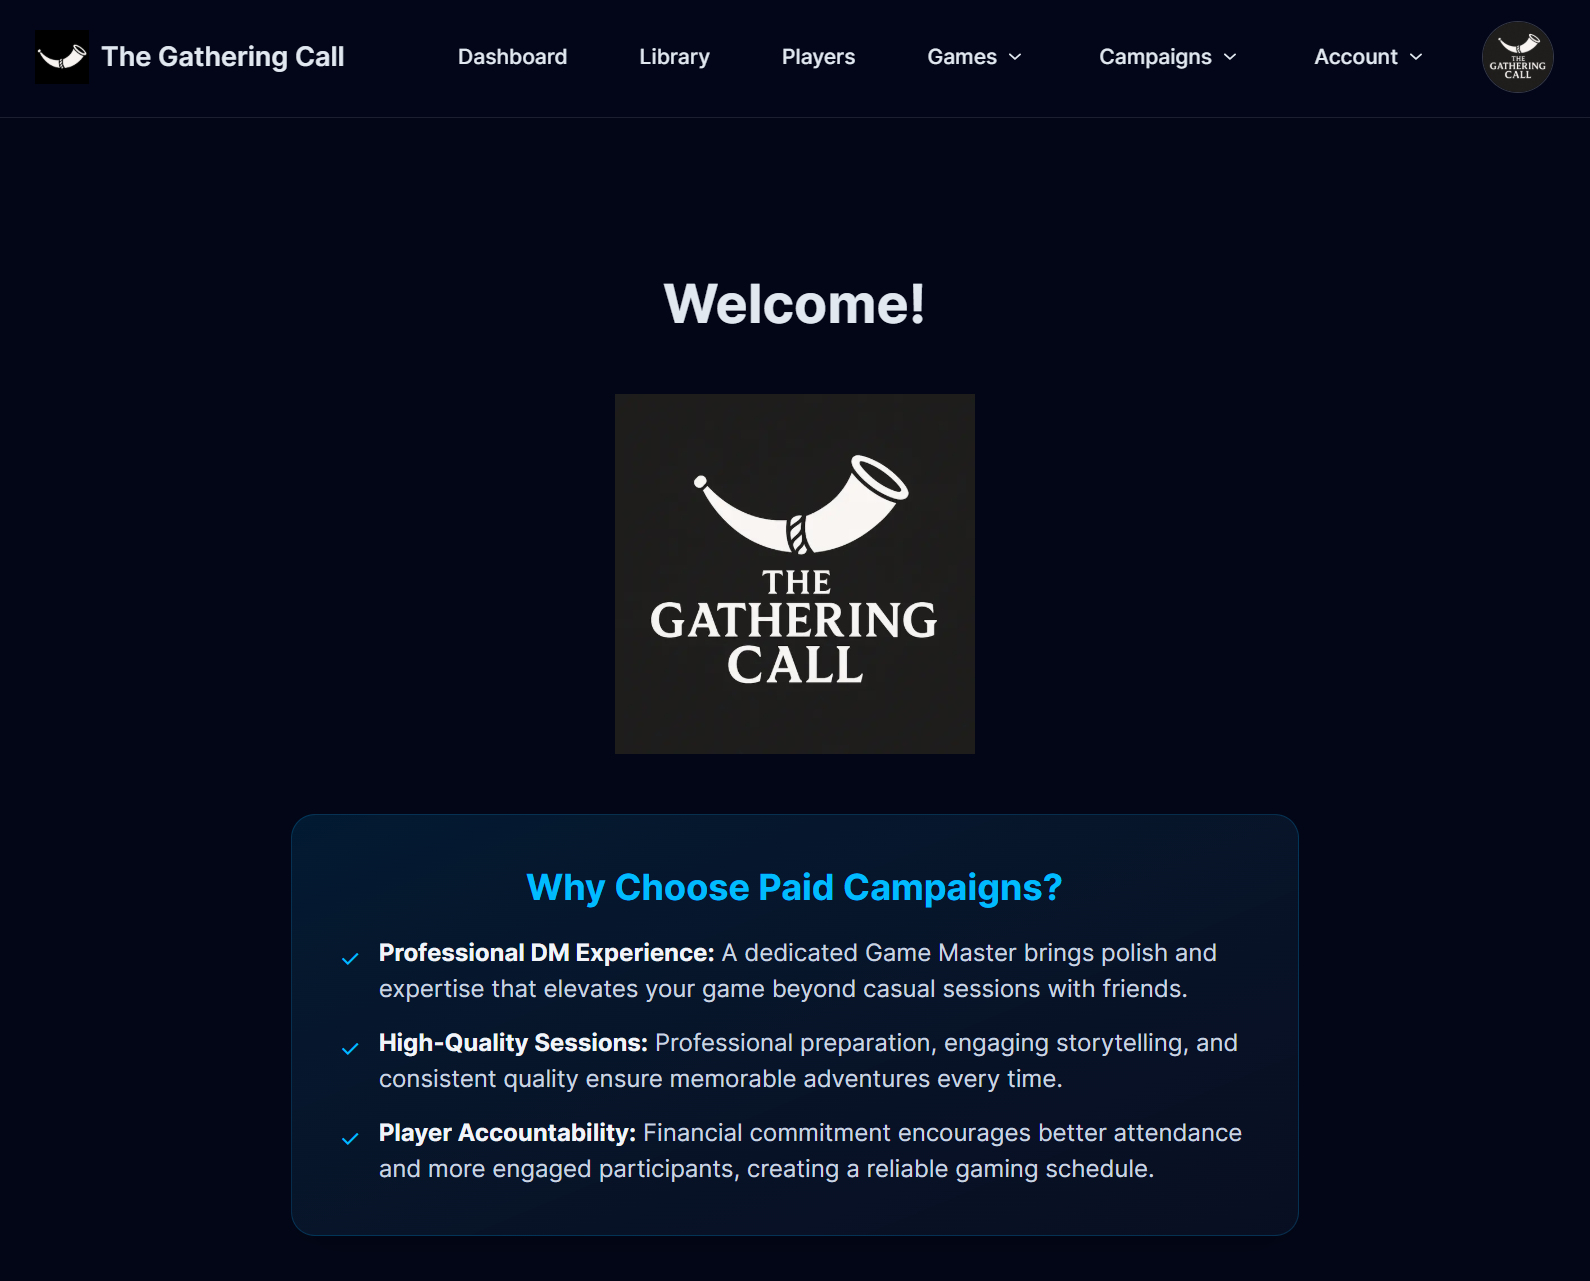 The Gathering Call
Dashboard
Library
Players
Games
Campaigns
Account
THE
GATHERING
CALL
Welcome!
THE
GATHERING
CALL
Why Choose Paid Campaigns?
Professional DM Experience: A dedicated Game Master brings polish and
expertise that elevates your game beyond casual sessions with friends.
High-Quality Sessions: Professional preparation, engaging storytelling, and
consistent quality ensure memorable adventures every time.
Player Accountability: Financial commitment encourages better attendance
and more engaged participants, creating a reliable gaming schedule.